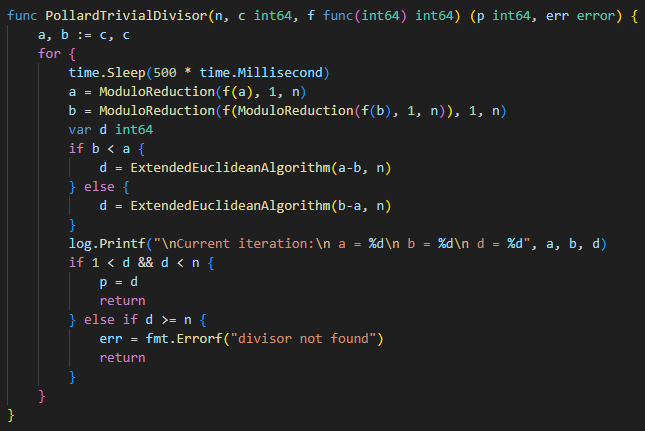 func PollardTrivialDivisor(n, c int64, f func(int64) int64) (p int64, err error) {
    a, b := c, c
    for {
        time.Sleep(500 * time.Millisecond)
        a = ModuloReduction(f(a), 1, n)
        b = ModuloReduction(f(ModuloReduction(f(b), 1, n)), 1, n)
        var d int64
        if b < a {
            d = ExtendedEuclideanAlgorithm(a-b, n)
        } else {
            d = ExtendedEuclideanAlgorithm(b-a, n)
        }
        log.Printf("\nCurrent iteration:\n a = %d\n b = %d\n d = %d", a, b, d)
        if 1 < d && d < n {
            p = d
            return
        } else if d >= n {
            err = fmt.Errorf("divisor not found")
            return
        }
    }
}